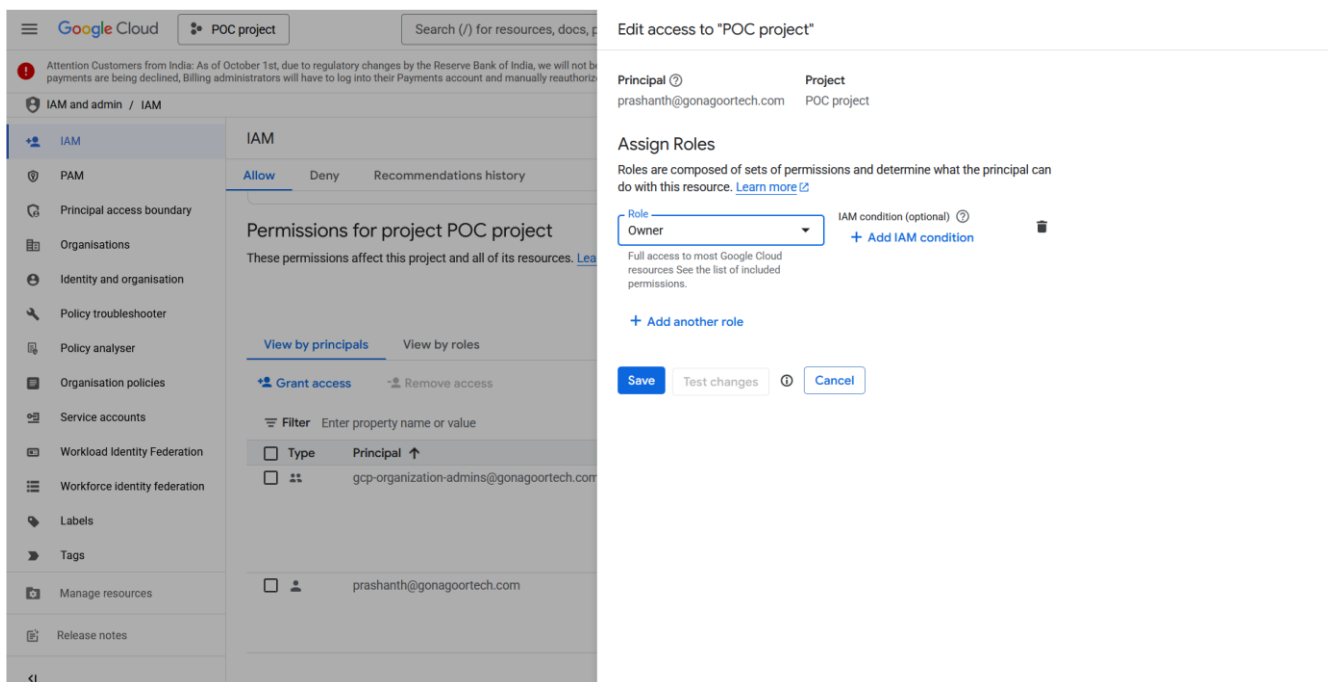 Google Cloud
POC project
Search (/) for resources, docs, p
Attention Customers from India: As of October 1st, due to regulatory changes by the Reserve Bank of India, we will not b
payments are being declined, Billing administrators will have to log into their Payments account and manually reauthoriz
IAM and admin / IAM
IAM
PAM
Principal access boundary
Organisations
Identity and organisation
Policy troubleshooter
Policy analyser
Organisation policies
Service accounts
Workload Identity Federation
Workforce identity federation
Labels
Tags
Manage resources
Release notes
IAM
Allow Deny Recommendations history
Permissions for project POC project
These permissions affect this project and all of its resources. Lea
View by principals View by roles
Grant access Remove access
Filter Enter property name or value
Type Principal
gcp-organization-admins@gonagoortech.com
prashanth@gonagoortech.com
Edit access to "POC project"
Principal Project
prashanth@gonagoortech.com POC project
Assign Roles
Roles are composed of sets of permissions and determine what the principal can
do with this resource. Learn more
Role
Owner
IAM condition (optional)
+ Add IAM condition
Full access to most Google Cloud
resources See the list of included
permissions.
+ Add another role
Save Test changes Cancel